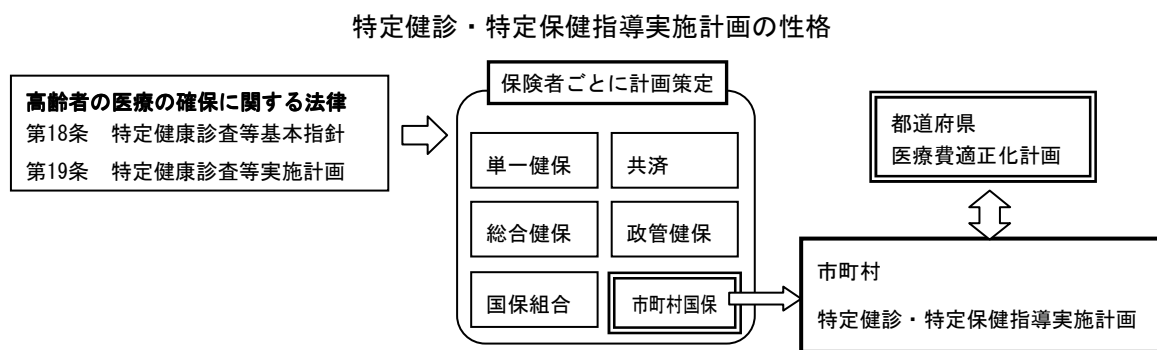 特定健診・特定保健指導実施計画の性格
高齢者の医療の確保に関する法律
第18条　特定健康診査等基本指針
第19条　特定健康診査等実施計画
保険者ごとに計画策定
単一健保
共済
総合健保
政管健保
国保組合
市町村国保
都道府県
医療費適正化計画
市町村
特定健診・特定保健指導実施計画